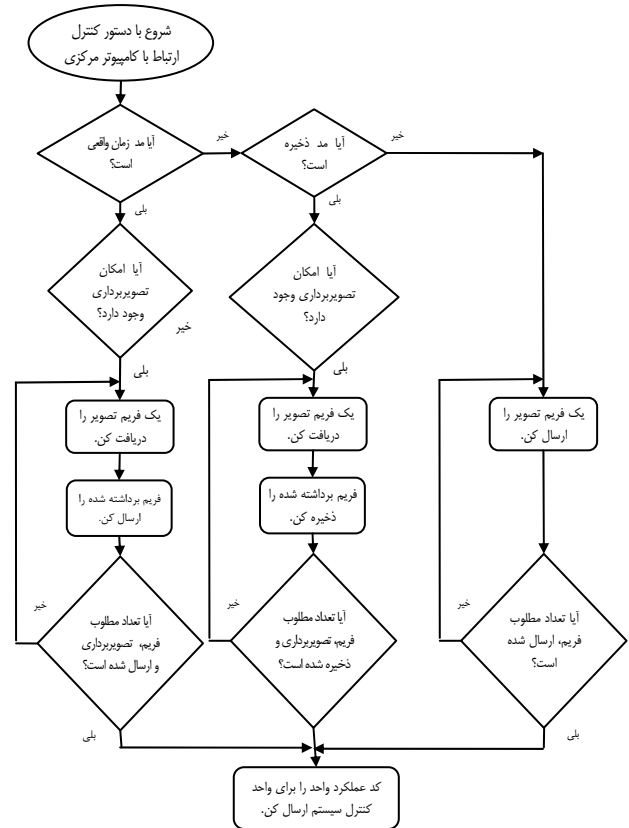 شروع با دستور کنترل
ارتباط با کامپیوتر مرکزی
آیا مد زمان واقعی
است؟
خیر
آیا مد ذخیره
است؟
خیر
بلی
بلی
آیا امکان
تصویربرداری
وجود دارد؟
خیر
آیا امکان
تصویربرداری وجود
دارد؟
بلی
بلی
یک فریم تصویر را
دریافت کن.
یک فریم تصویر را
دریافت کن.
یک فریم تصویر را
ارسال کن.
فریم برداشته شده را
ارسال کن.
فریم برداشته شده را
ذخیره کن.
خیر
آیا تعداد مطلوب
فریم، تصویربرداری
و ارسال شده است؟
خیر
آیا تعداد مطلوب
فریم، تصویربرداری و
ذخیره شده است؟
خیر
آیا تعداد مطلوب
فریم، ارسال شده
است؟
بلی
بلی
کد عملکرد واحد را برای واحد
کنترل سیستم ارسال کن.